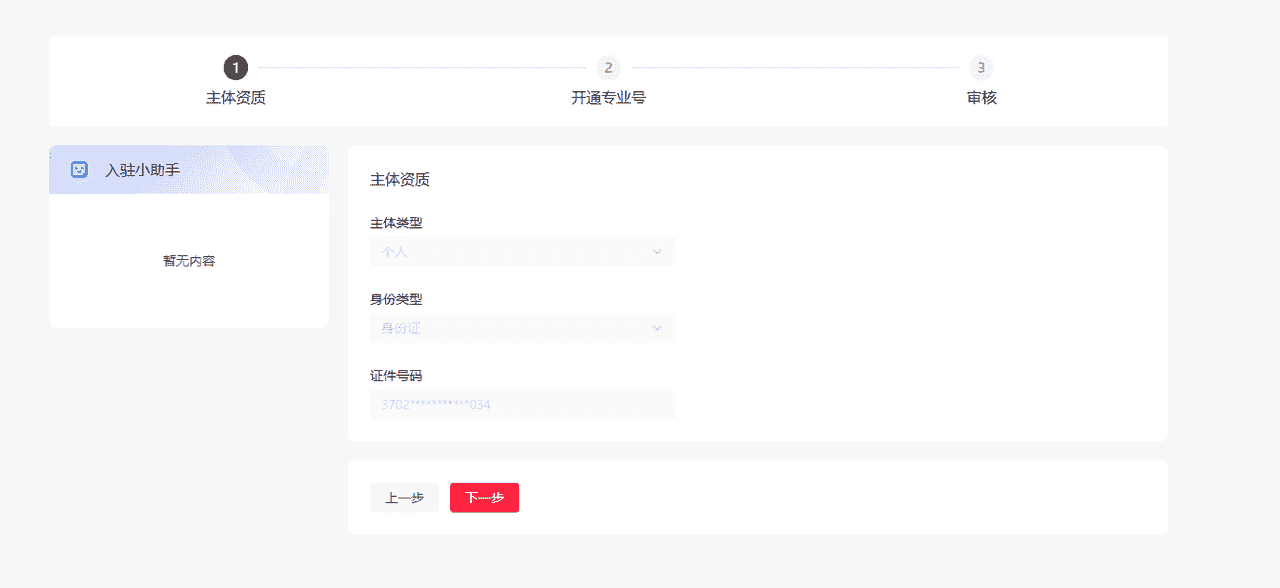 1
2
3
主体资质
开通专业号
审核
入驻小助手
暂无内容
主体资质
主体类型
个人
身份类型
身份证
证件号码
3702***********034
上一步
下一步